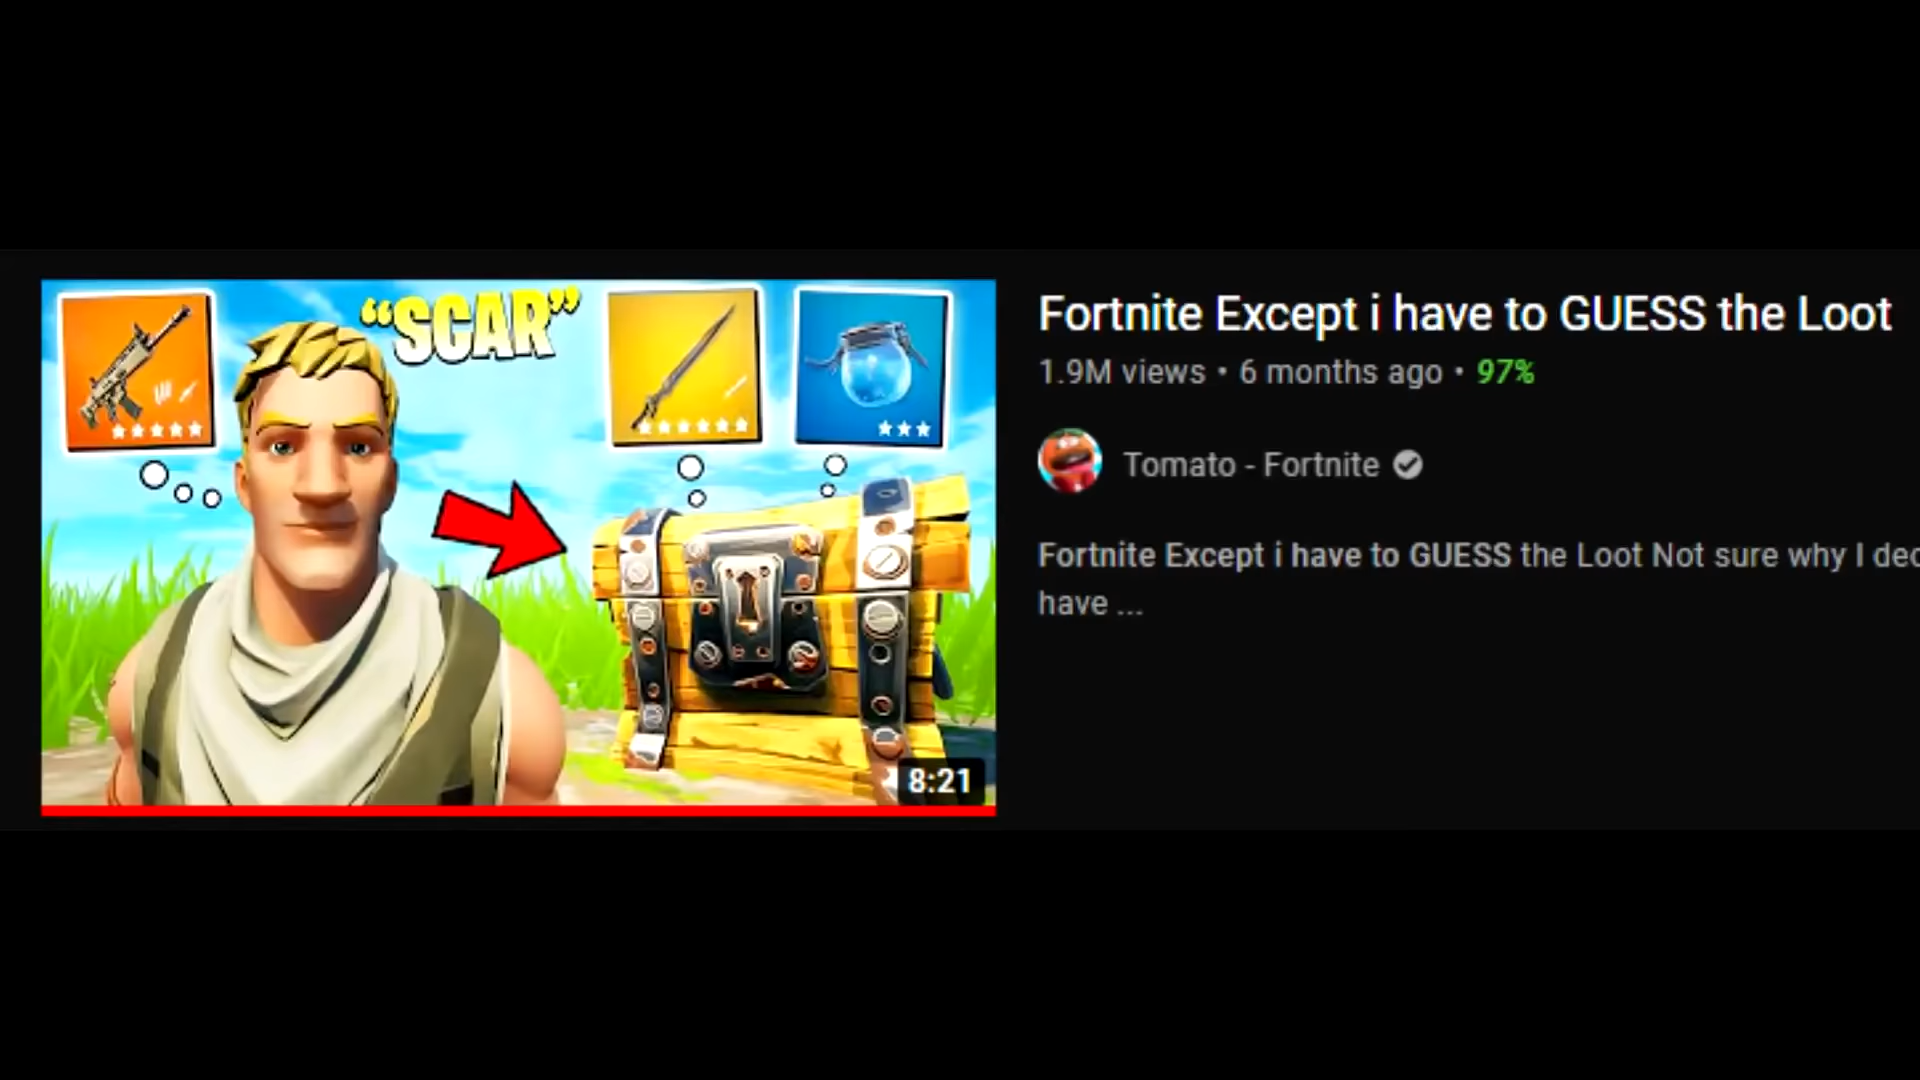 “SCAR”
8:21
Fortnite Except i have to GUESS the Loot
1.9M views • 6 months ago • 97%
Tomato - Fortnite
Fortnite Except i have to GUESS the Loot Not sure why I dec
have ...